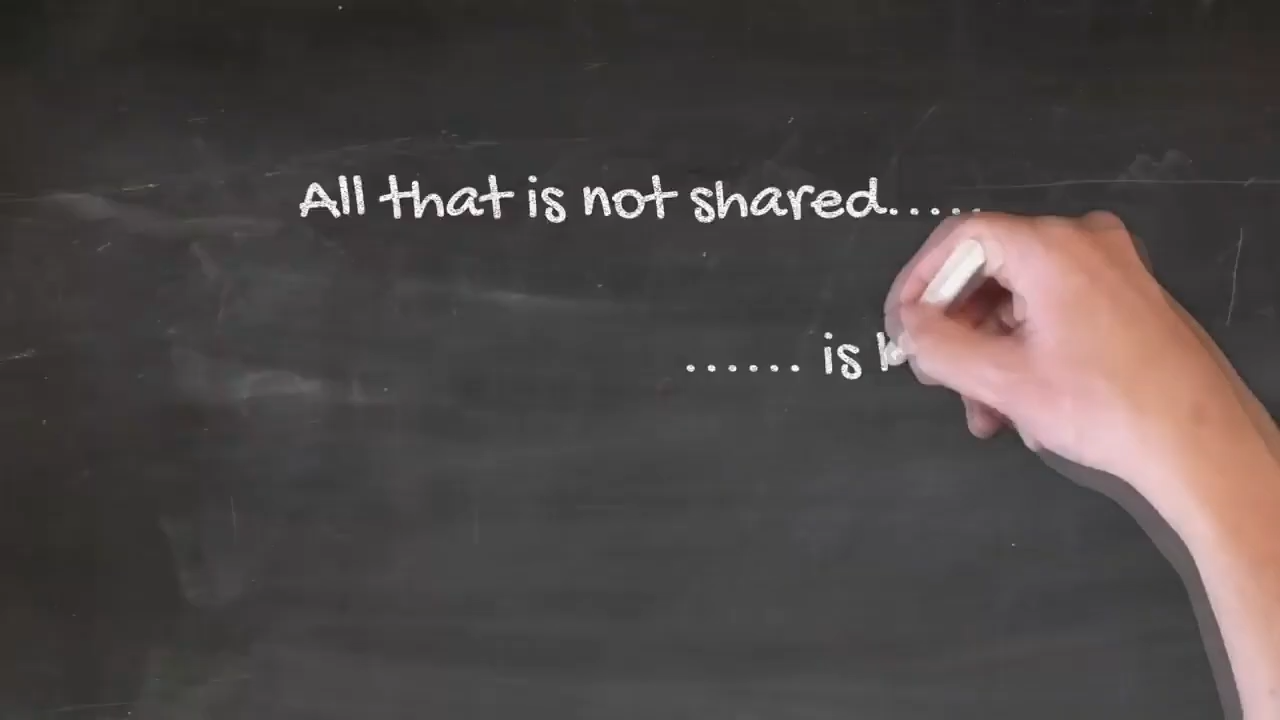 All that is not shared.....
...... is